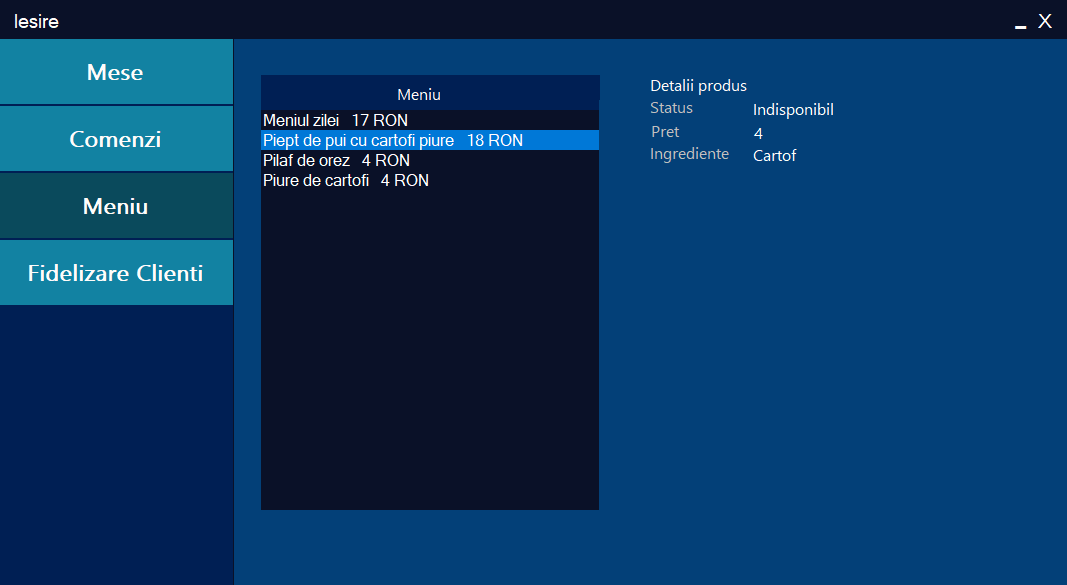 Iesire
Mese
Comenzi
Meniu
Fidelizare Clienti
Meniu
Meniul zilei 17 RON
Piept de pui cu cartofi piure 18 RON
Pilaf de orez 4 RON
Piure de cartofi 4 RON
Detalii produs
Status Indisponibil
Pret 4
Ingrediente Cartof